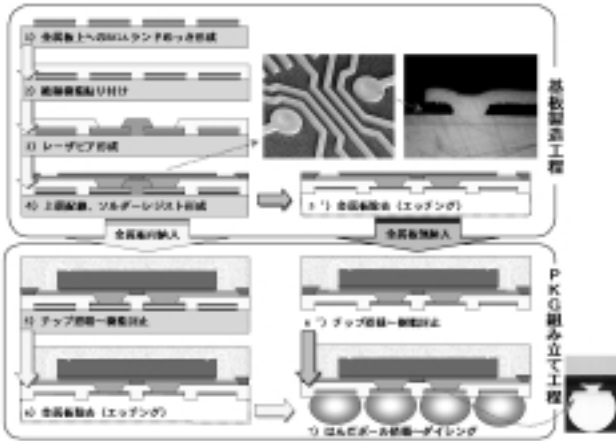 1) 金属板上へのBGAランドめっき形成
2) 絶縁樹脂貼り付け
3) レーザビア形成
4) 上面配線、ソルダーレジスト形成
5') 金属板除去（エッチング）
基板製造工程
金属板付納入
金属板無納入
5) チップ搭載〜樹脂封止
6') チップ搭載〜樹脂封止
6) 金属板除去（エッチング）
7) はんだボール搭載〜ダイシング
PKG組み立て工程